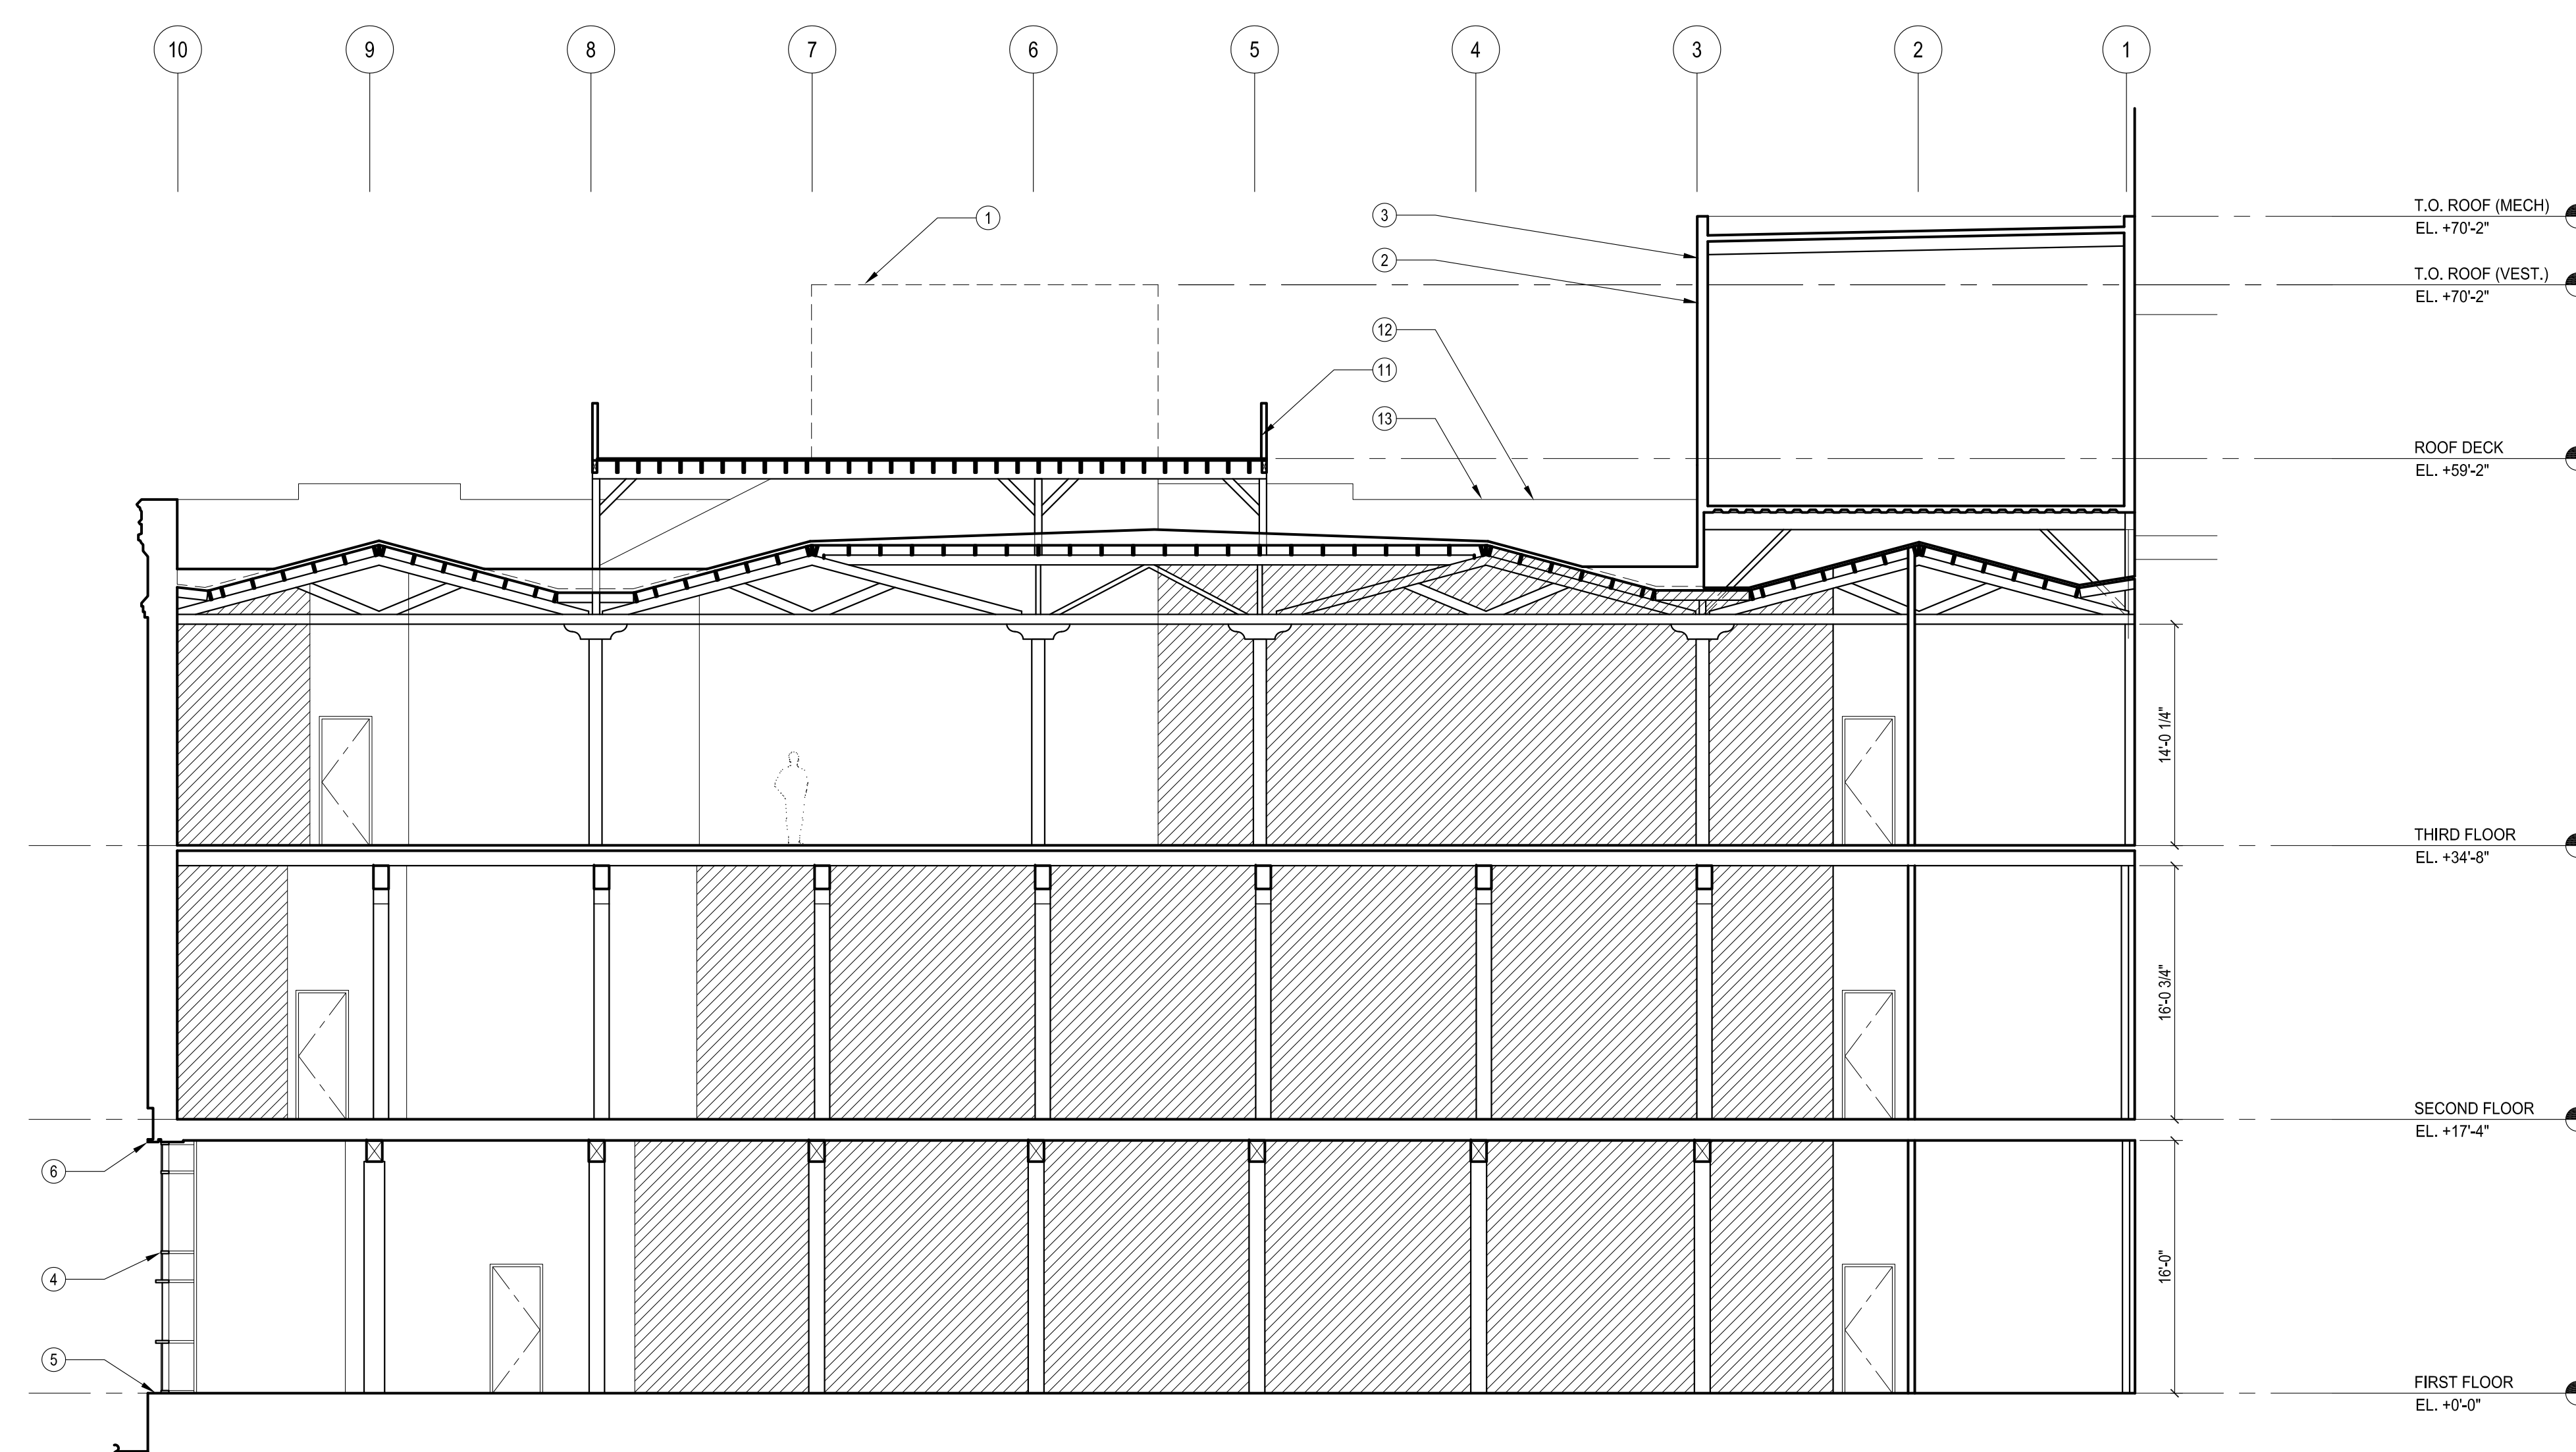 10 9 8 7 6 5 4 3 2 1
T.O. ROOF (MECH)
EL. +70'-2"
1
3
2
T.O. ROOF (VEST.)
EL. +70'-2"
12
11
13
ROOF DECK
EL. +59'-2"
14'-0 1/4"
THIRD FLOOR
EL. +34'-8"
16'-0 3/4"
SECOND FLOOR
EL. +17'-4"
6
4
16'-0"
5
FIRST FLOOR
EL. +0'-0"